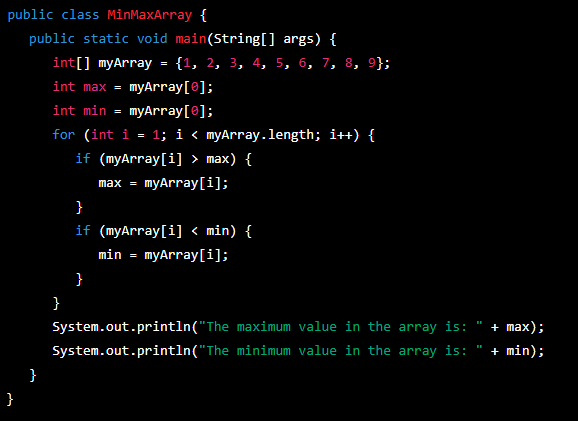 public class MinMaxArray {
public static void main(String[] args) {
int[] myArray = {1, 2, 3, 4, 5, 6, 7, 8, 9};
int max = myArray[0];
int min = myArray[0];
for (int i = 1; i < myArray.length; i++) {
if (myArray[i] > max) {
max = myArray[i];
}
if (myArray[i] < min) {
min = myArray[i];
}
}
System.out.println("The maximum value in the array is: " + max);
System.out.println("The minimum value in the array is: " + min);
}
}